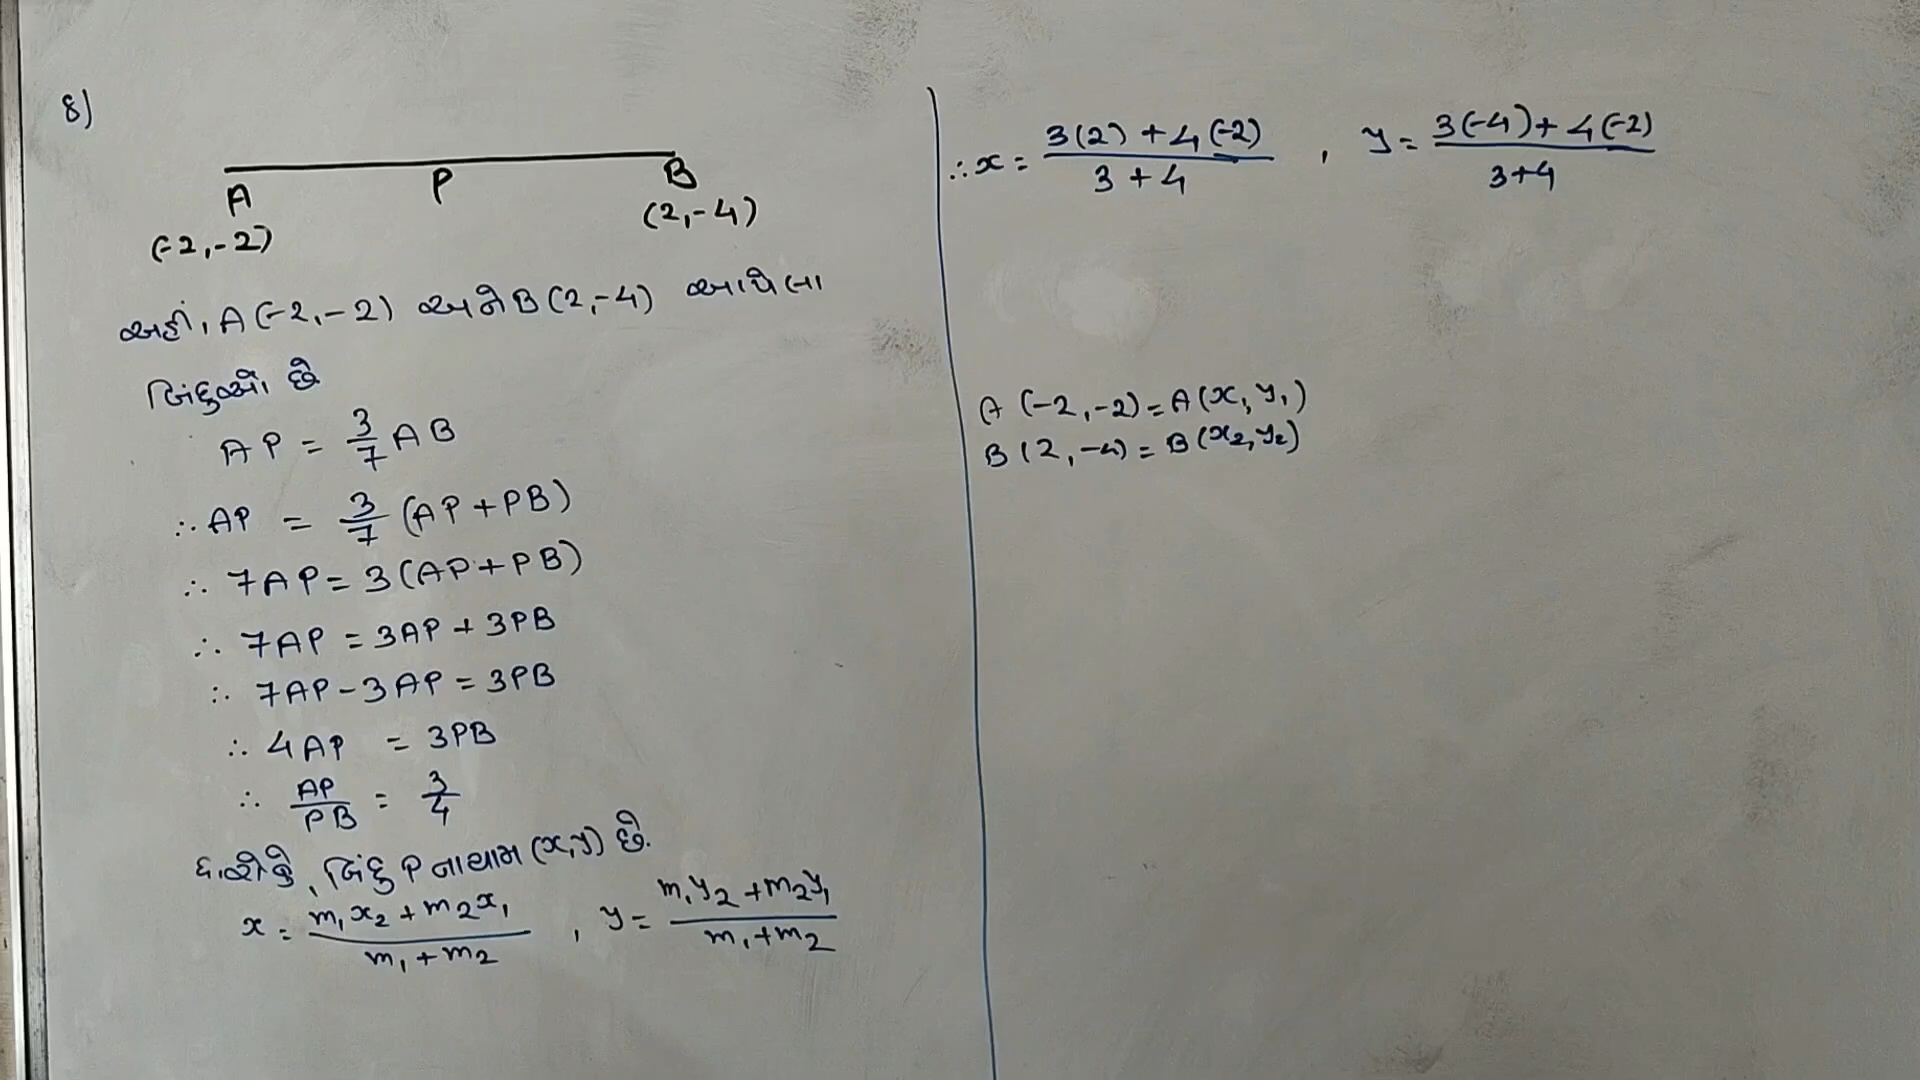 8)
A P B
(-2,-2) (2,-4)
અહીં, A(-2,-2) અને B(2,-4) આપેલા
બિંદુઓ છે
AP = 3/7 AB
∴ AP = 3/7 (AP+PB)
∴ 7AP = 3(AP+PB)
∴ 7AP = 3AP + 3PB
∴ 7AP - 3AP = 3PB
∴ 4AP = 3PB
∴ AP/PB = 3/4
ધારોકે, બિંદુ P નાયામ (x,y) છે.
x = (m₁x₂ + m₂x₁)/(m₁ + m₂) , y = (m₁y₂ + m₂y₁)/(m₁+m₂)
∴ x = (3(2) + 4(-2))/(3 + 4) , y = (3(-4) + 4(-2))/(3+4)
A (-2,-2) = A(x₁, y₁)
B (2,-4) = B(x₂, y₂)